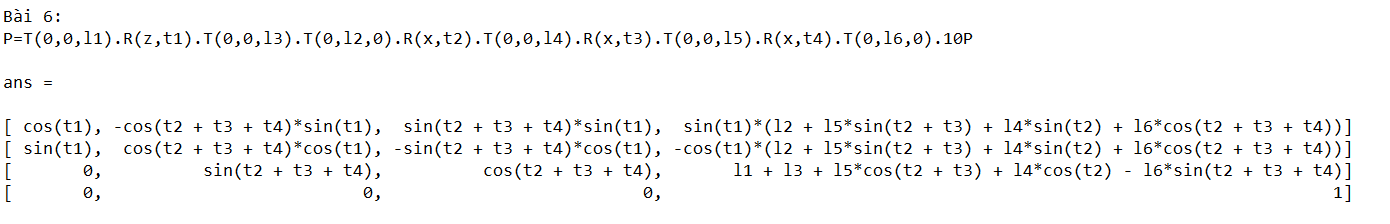 Bài 6:
P=T(0,0,l1).R(z,t1).T(0,0,l3).T(0,l2,0).R(x,t2).T(0,0,l4).R(x,t3).T(0,0,l5).R(x,t4).T(0,l6,0).10P
ans =
[ cos(t1), -cos(t2 + t3 + t4)*sin(t1),  sin(t2 + t3 + t4)*sin(t1),  sin(t1)*(l2 + l5*sin(t2 + t3) + l4*sin(t2) + l6*cos(t2 + t3 + t4))]
[ sin(t1),  cos(t2 + t3 + t4)*cos(t1), -sin(t2 + t3 + t4)*cos(t1), -cos(t1)*(l2 + l5*sin(t2 + t3) + l4*sin(t2) + l6*cos(t2 + t3 + t4))]
[       0,          sin(t2 + t3 + t4),          cos(t2 + t3 + t4),       l1 + l3 + l5*cos(t2 + t3) + l4*cos(t2) - l6*sin(t2 + t3 + t4)]
[       0,                          0,                          0,                                                                   1]